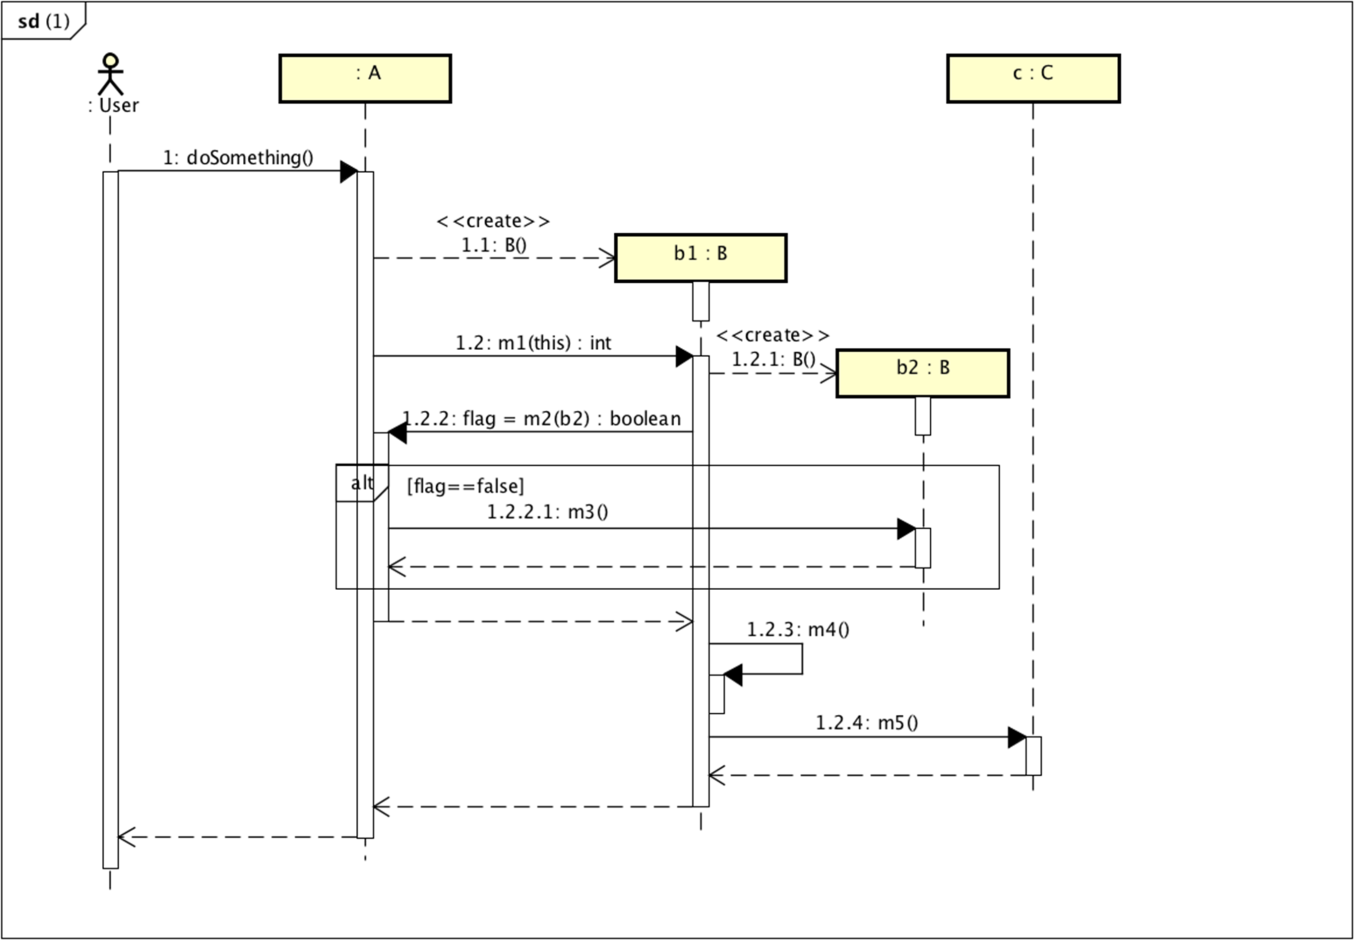 sd (1)
: User
: A
c : C
1: doSomething()
<<create>>
1.1: B()
b1 : B
1.2: m1(this) : int
<<create>>
1.2.1: B()
b2 : B
1.2.2: flag = m2(b2) : boolean
alt
[flag==false]
1.2.2.1: m3()
1.2.3: m4()
1.2.4: m5()